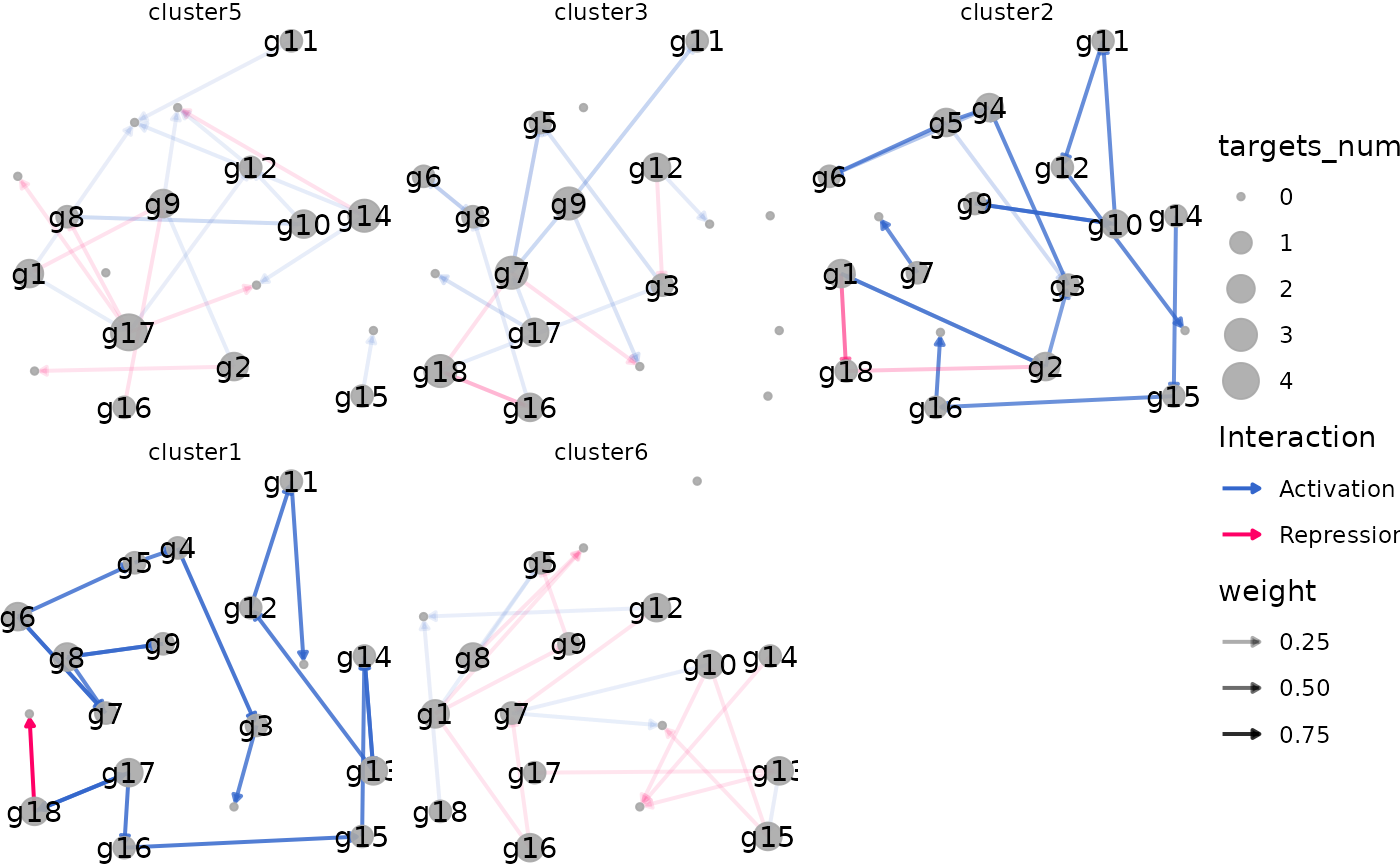 cluster5
g11
g12
g9
g8
g14
g10
g1
g17
g2
g15
g16
cluster3
g11
g5
g12
g6
g9
g8
g7
g3
g17
g18
g16
cluster2
g11
g4
g5
g12
g6
g9
g14
g10
g1
g7
g3
g2
g18
g15
g16
targets_num
0
1
2
3
4
Interaction
Activation
Repression
weight
0.25
0.50
0.75
cluster1
g11
g4
g5
g12
g6
g9
g8
g14
g7
g3
g17
g13
g18
g15
g16
cluster6
g5
g12
g9
g8
g14
g10
g1
g7
g17
g13
g18
g15
g16